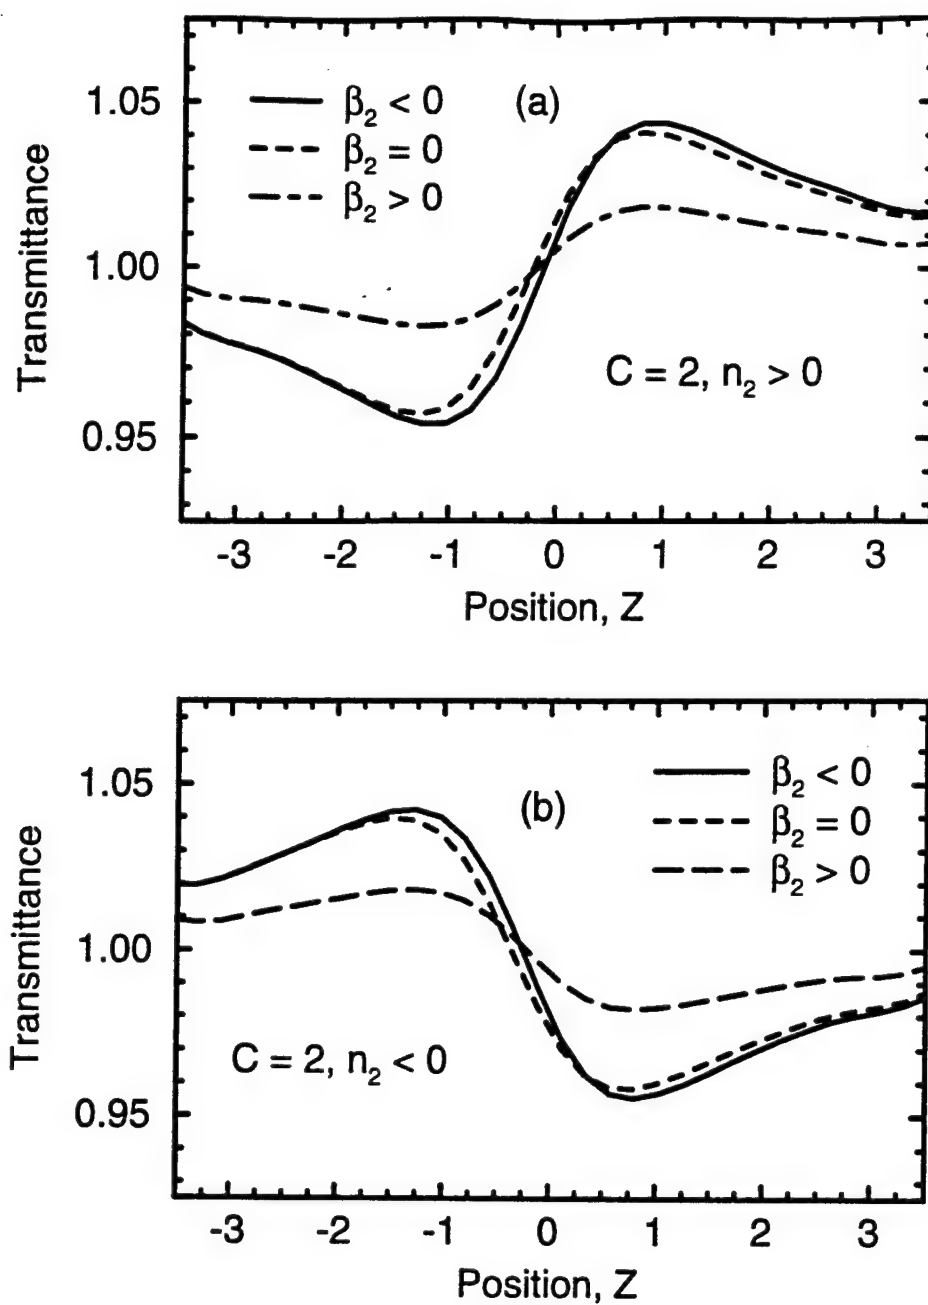 1.05
1.00
0.95
Transmittance
β₂ < 0
β₂ = 0
β₂ > 0
(a)
C = 2, n₂ > 0
-3 -2 -1 0 1 2 3
Position, Z
1.05
1.00
0.95
Transmittance
(b)
β₂ < 0
β₂ = 0
β₂ > 0
C = 2, n₂ < 0
-3 -2 -1 0 1 2 3
Position, Z